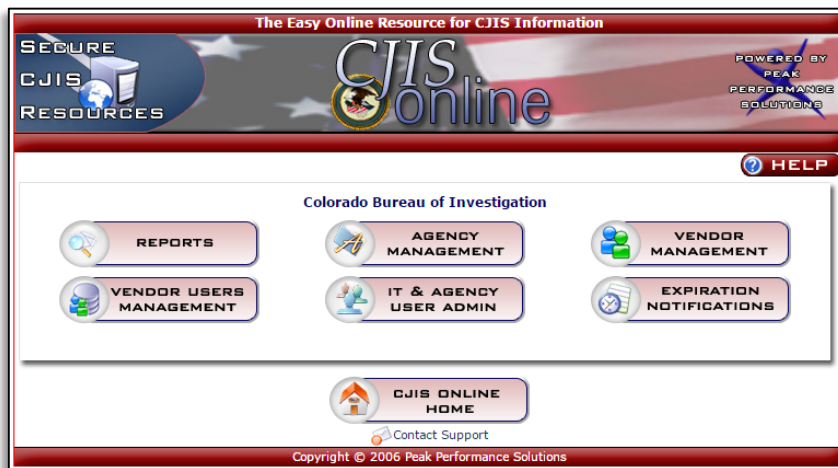 The Easy Online Resource for CJIS Information
SECURE
CJIS
RESOURCES
CJIS
online
POWERED BY
PEAK
PERFORMANCE
SOLUTIONS
HELP
Colorado Bureau of Investigation
REPORTS
AGENCY
MANAGEMENT
VENDOR
MANAGEMENT
VENDOR USERS
MANAGEMENT
IT & AGENCY
USER ADMIN
EXPIRATION
NOTIFICATIONS
CJIS ONLINE
HOME
Contact Support
Copyright © 2006 Peak Performance Solutions